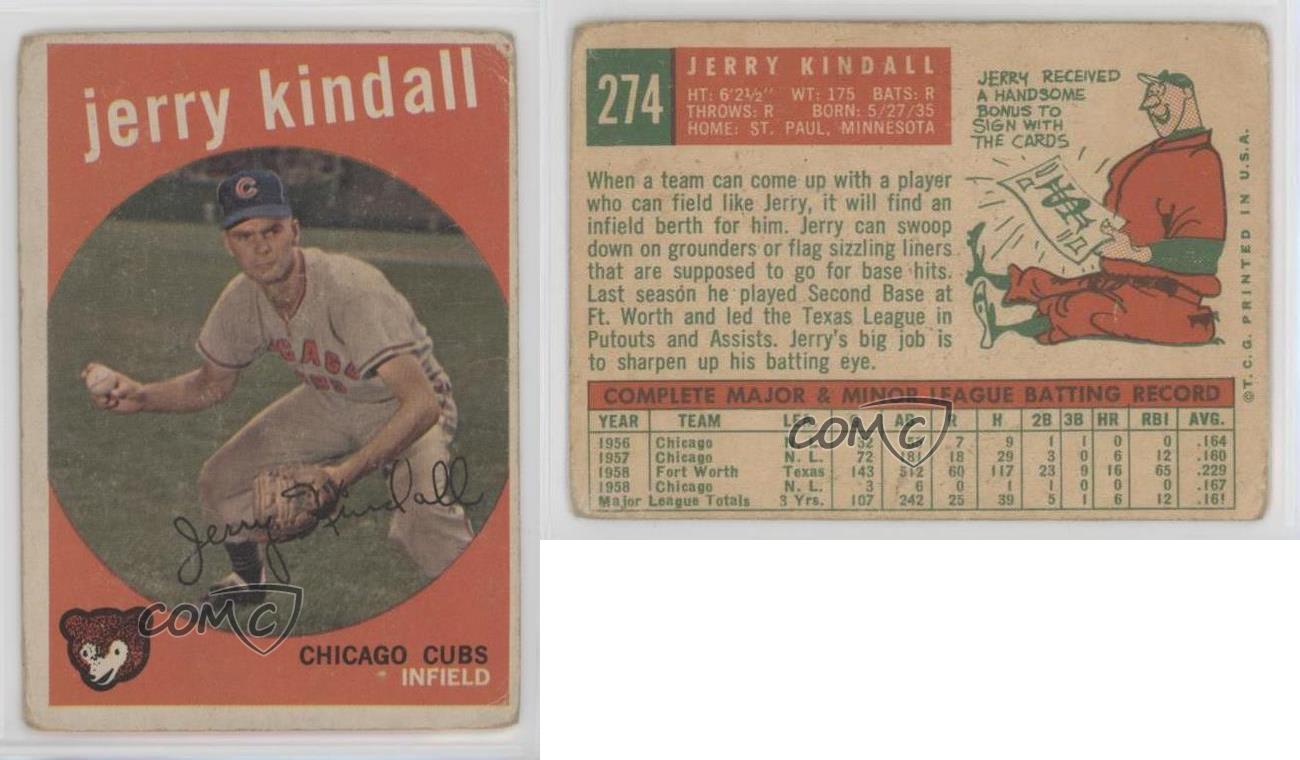 jerry kindall
C
CHICAGO
CUBS
Jerry Kindall
COMC
CHICAGO CUBS
INFIELD
274
JERRY KINDALL
HT: 6'2½" WT: 175 BATS: R
THROWS: R BORN: 5/27/35
HOME: ST. PAUL, MINNESOTA
JERRY RECEIVED
A HANDSOME
BONUS TO
SIGN WITH
THE CARDS
When a team can come up with a player
who can field like Jerry, it will find an
infield berth for him. Jerry can swoop
down on grounders or flag sizzling liners
that are supposed to go for base hits.
Last season he played Second Base at
Ft. Worth and led the Texas League in
Putouts and Assists. Jerry's big job is
to sharpen up his batting eye.
©T.C.G. PRINTED IN U.S.A.
COMPLETE MAJOR & MINOR LEAGUE BATTING RECORD
YEAR TEAM LEA. G AB R H 2B 3B HR RBI AVG.
1956 Chicago N. L. 32 7 9 1 1 0 0 .164
1957 Chicago N. L. 72 181 18 29 3 0 6 12 .160
1958 Fort Worth Texas 143 512 60 117 23 9 16 65 .229
1958 Chicago N. L. 3 6 0 1 1 0 0 0 .167
Major League Totals 3 Yrs. 107 242 25 39 5 1 6 12 .161
COMC